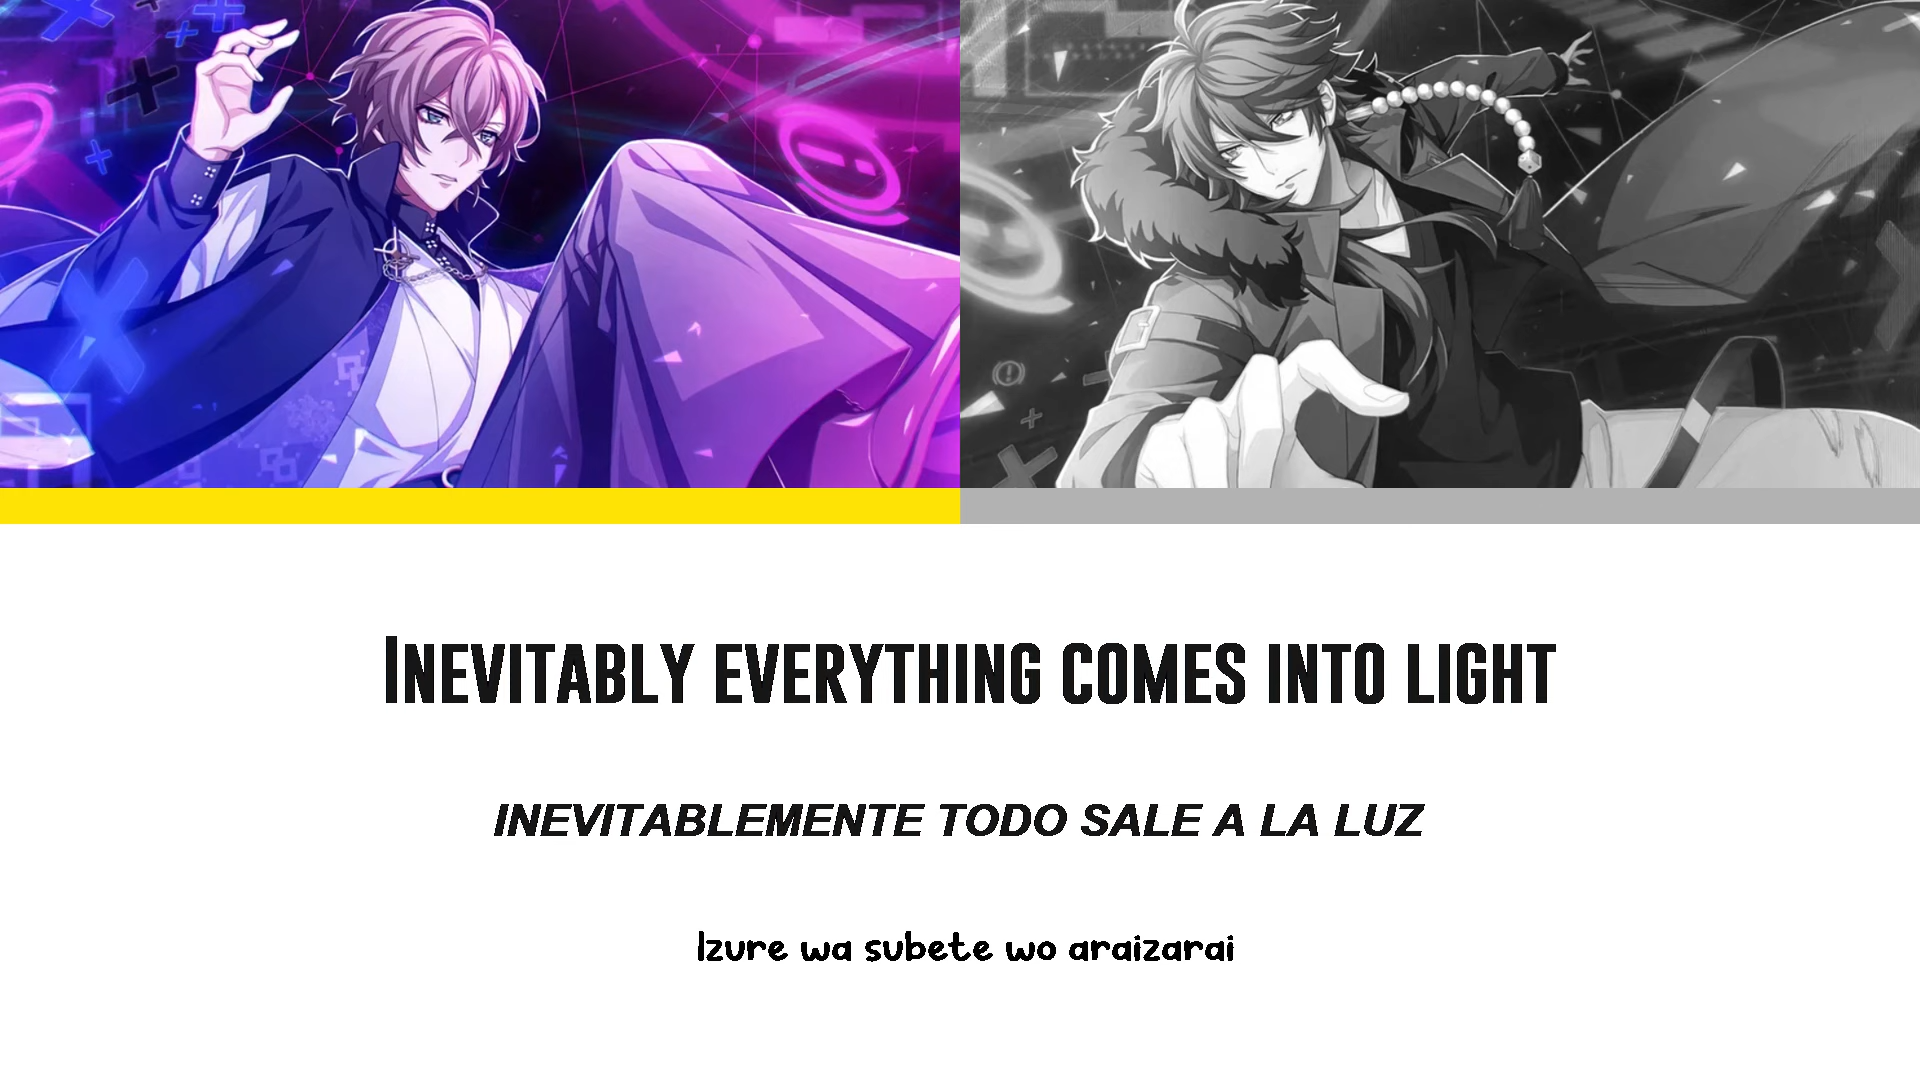 Inevitably everything comes into light
INEVITABLEMENTE TODO SALE A LA LUZ
Izure wa subete wo araizarai